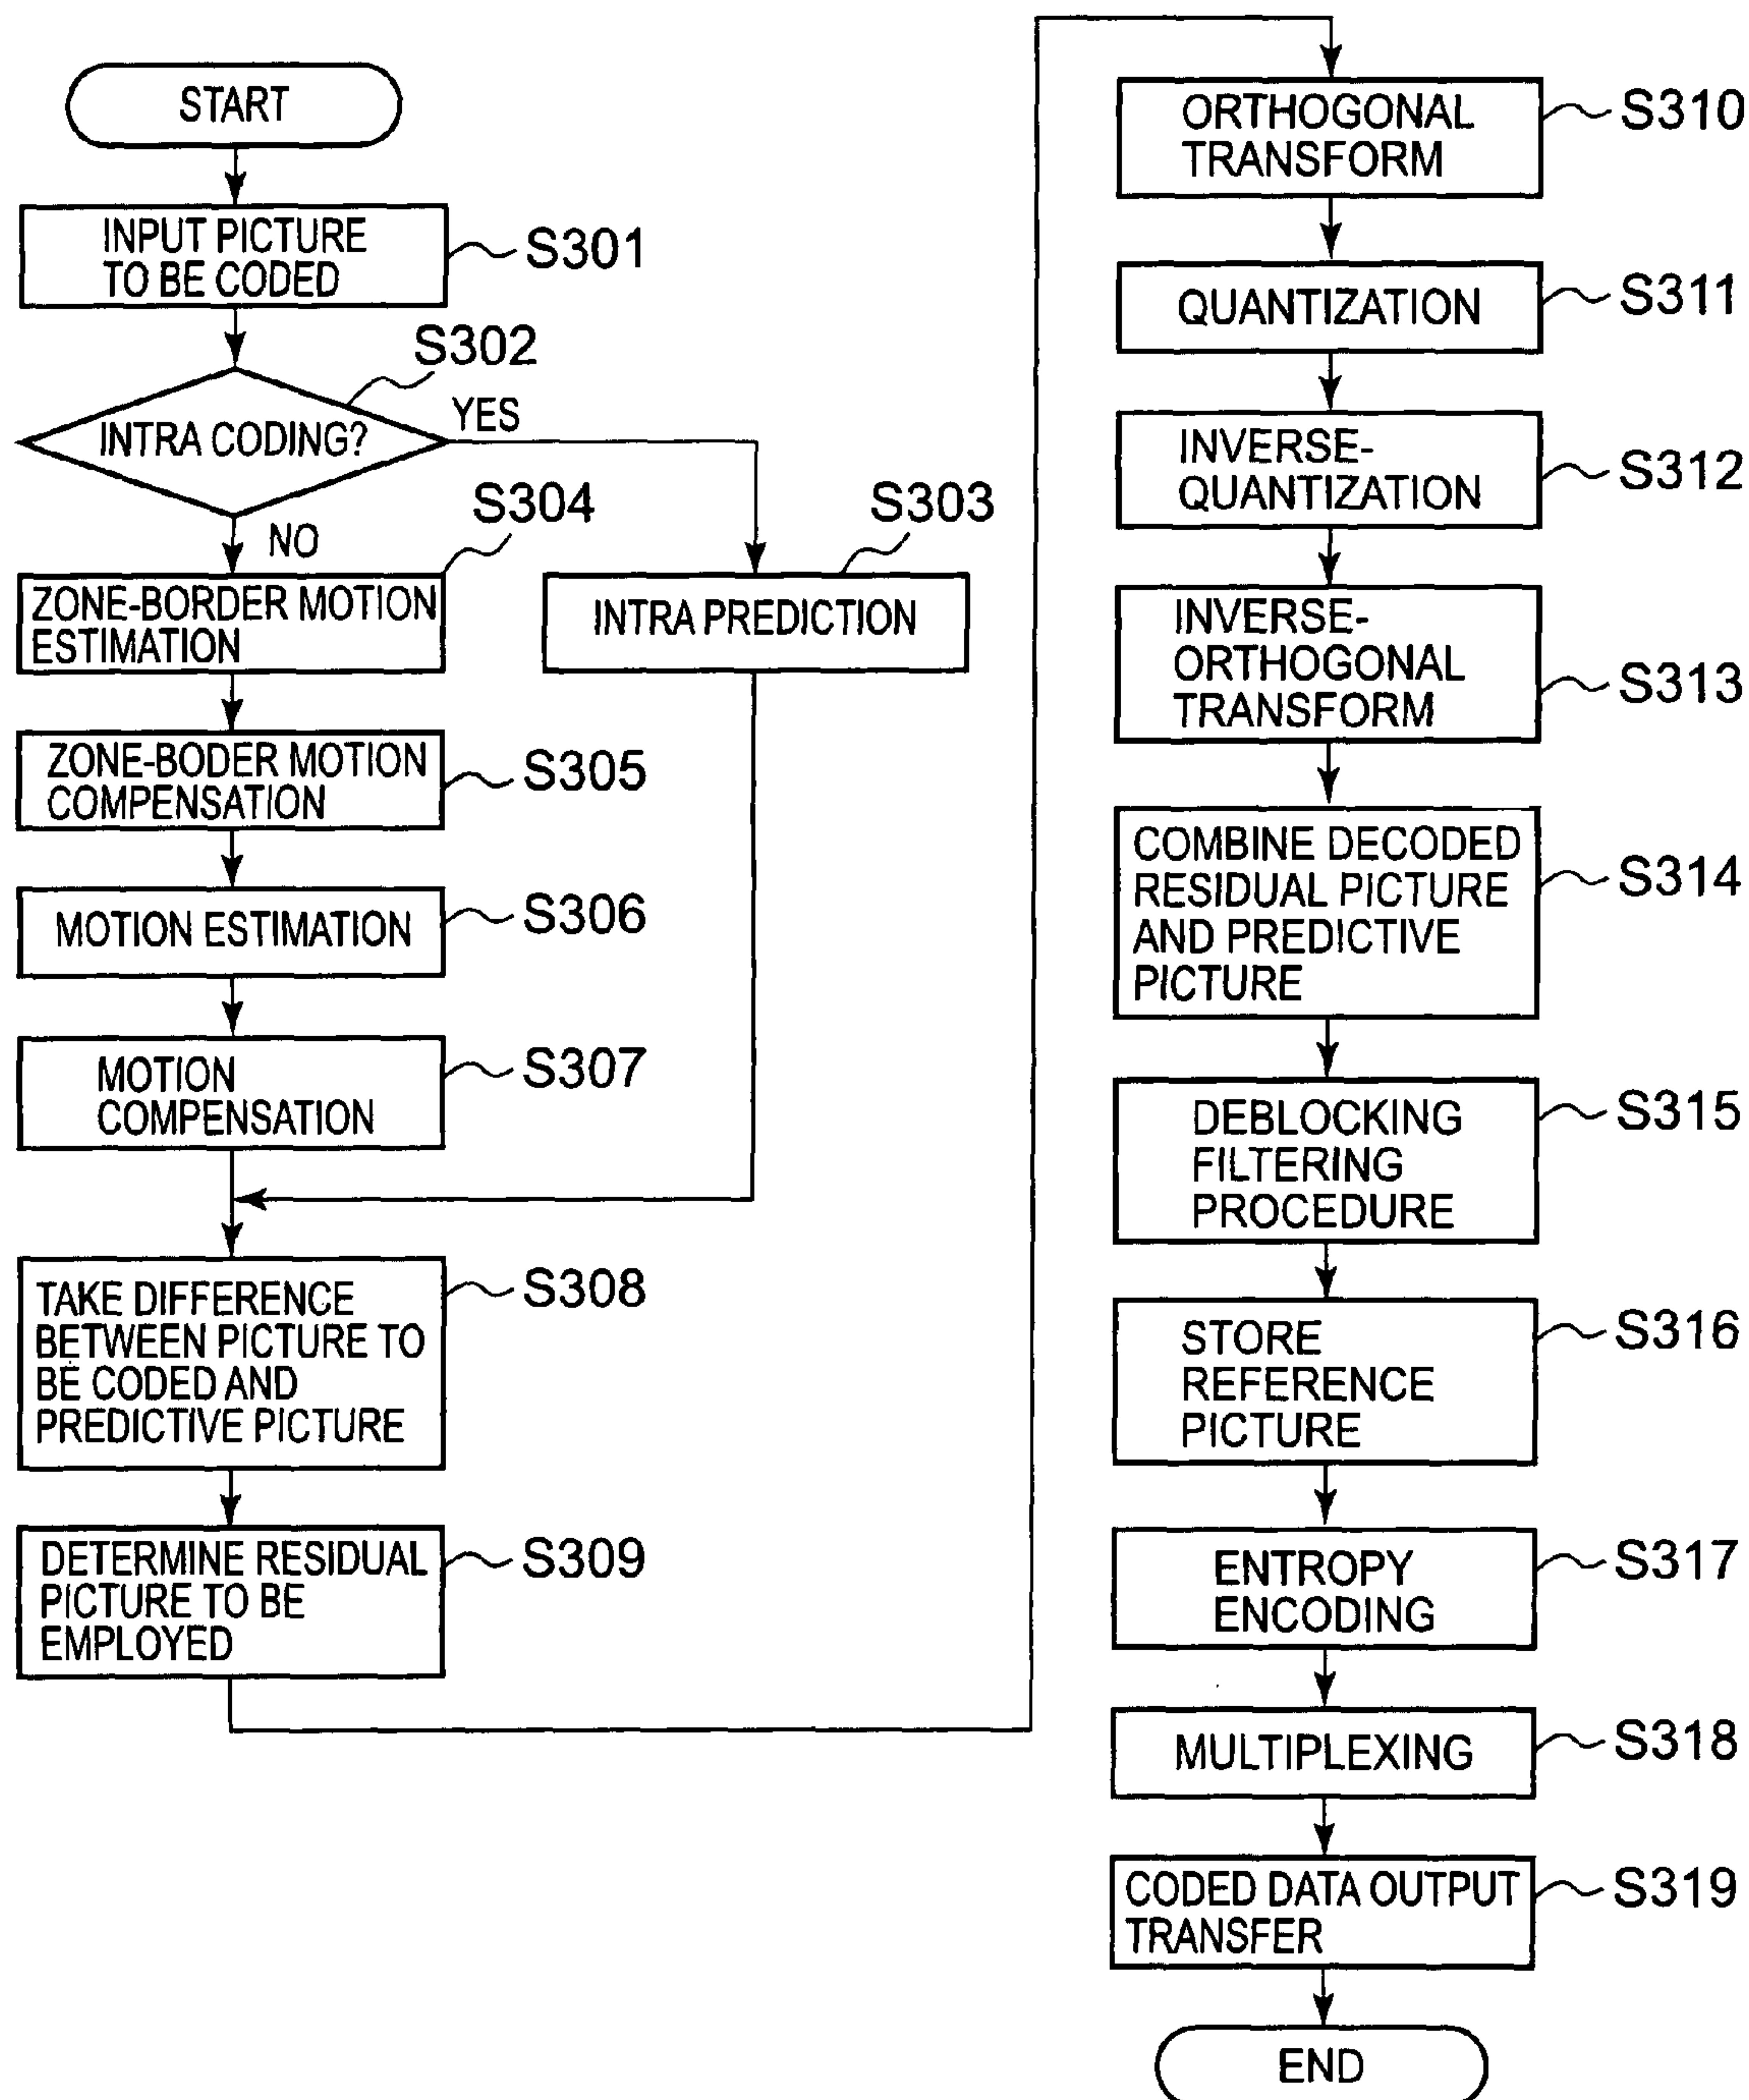 START
INPUT PICTURE
TO BE CODED
S301
S302
INTRA CODING?
YES
NO
S304
ZONE-BORDER MOTION
ESTIMATION
S303
INTRA PREDICTION
ZONE-BODER MOTION
COMPENSATION
S305
MOTION ESTIMATION
S306
MOTION
COMPENSATION
S307
TAKE DIFFERENCE
BETWEEN PICTURE TO
BE CODED AND
PREDICTIVE PICTURE
S308
DETERMINE RESIDUAL
PICTURE TO BE
EMPLOYED
S309
ORTHOGONAL
TRANSFORM
S310
QUANTIZATION
S311
INVERSE-
QUANTIZATION
S312
INVERSE-
ORTHOGONAL
TRANSFORM
S313
COMBINE DECODED
RESIDUAL PICTURE
AND PREDICTIVE
PICTURE
S314
DEBLOCKING
FILTERING
PROCEDURE
S315
STORE
REFERENCE
PICTURE
S316
ENTROPY
ENCODING
S317
MULTIPLEXING
S318
CODED DATA OUTPUT
TRANSFER
S319
END